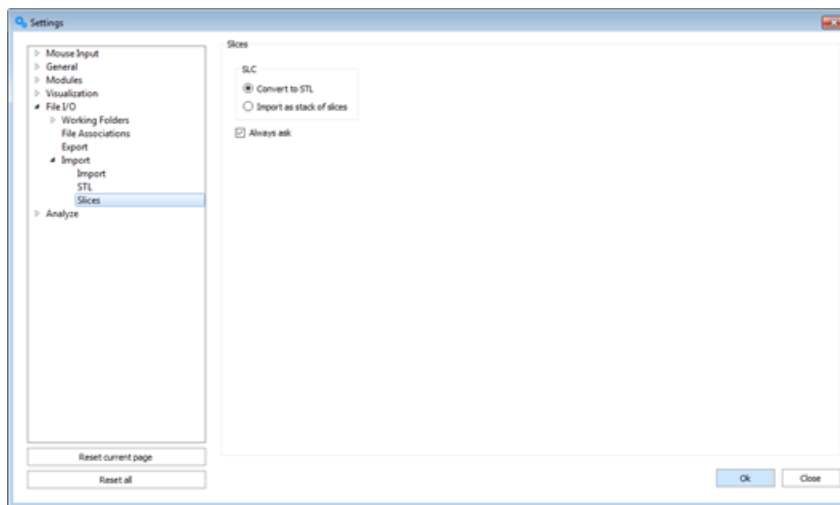 Settings
Mouse Input
General
Modules
Visualization
File I/O
Working Folders
File Associations
Export
Import
Import
STL
Slices
Analyze
Reset current page
Reset all
Slices
SLC
Convert to STL
Import as stack of slices
Always ask
Ok
Close